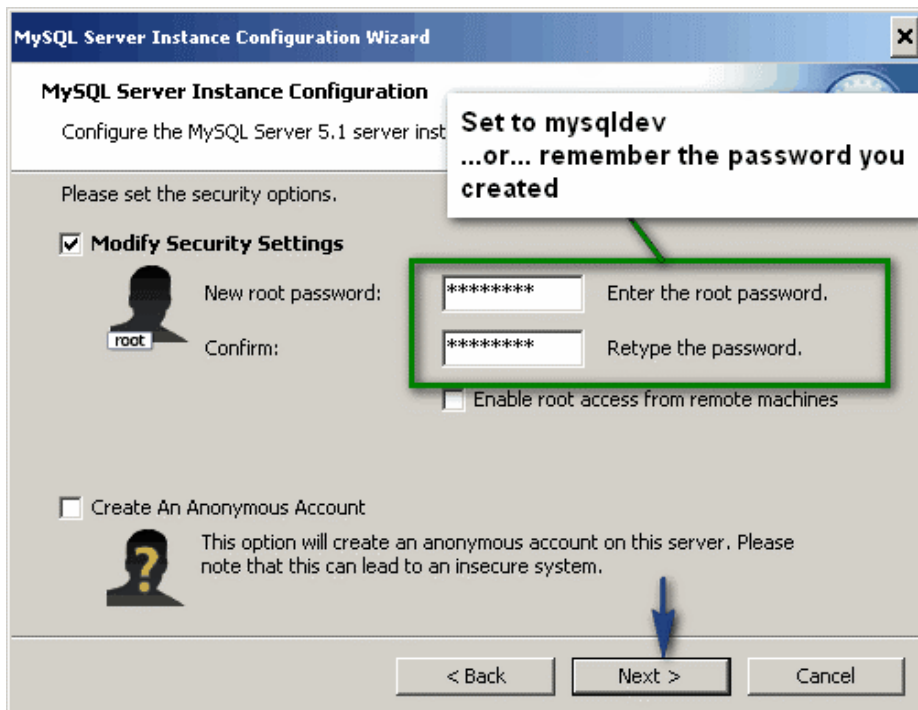 MySQL Server Instance Configuration Wizard
MySQL Server Instance Configuration
Configure the MySQL Server 5.1 server inst
Set to mysqldev
...or... remember the password you
created
Please set the security options.
Modify Security Settings
root
New root password:
********
Enter the root password.
Confirm:
********
Retype the password.
Enable root access from remote machines
Create An Anonymous Account
?
This option will create an anonymous account on this server. Please
note that this can lead to an insecure system.
< Back
Next >
Cancel